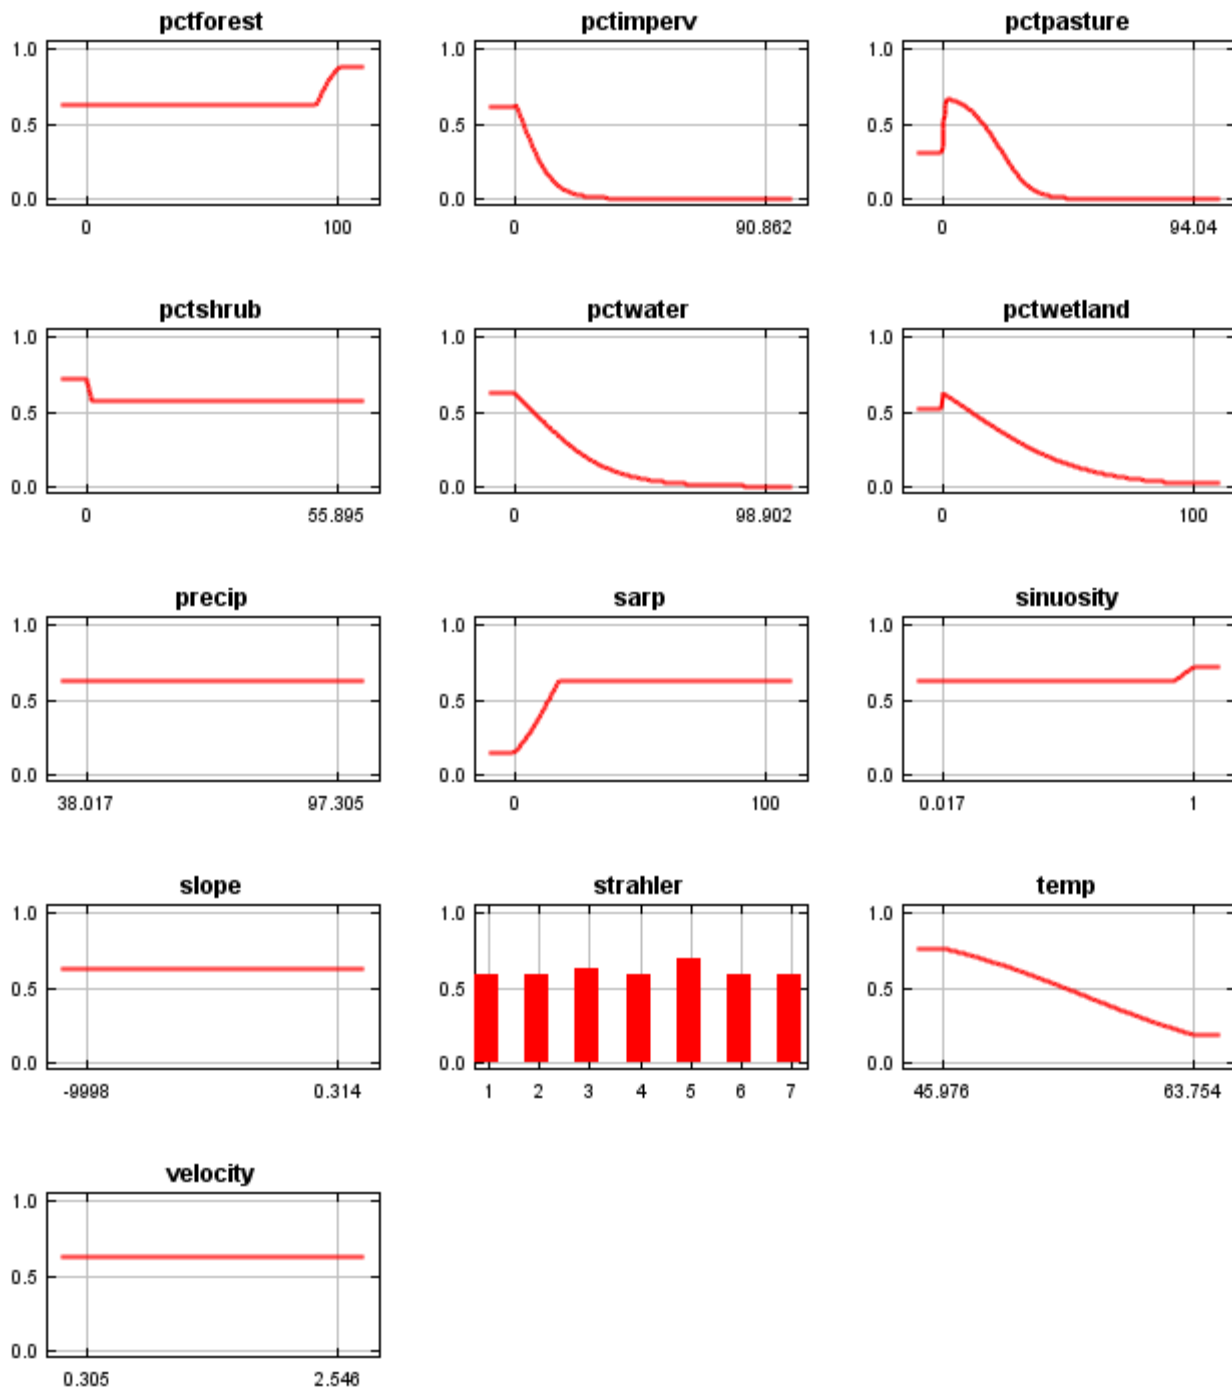 pctforest pctimperv pctpasture
1.0 1.0 1.0
0.5 0.5 0.5
0.0 0.0 0.0
0 100 0 90.862 0 94.04
pctshrub pctwater pctwetland
1.0 1.0 1.0
0.5 0.5 0.5
0.0 0.0 0.0
0 55.895 0 98.902 0 100
precip sarp sinuosity
1.0 1.0 1.0
0.5 0.5 0.5
0.0 0.0 0.0
38.017 97.305 0 100 0.017 1
slope strahler temp
1.0 1.0 1.0
0.5 0.5 0.5
0.0 0.0 0.0
-9998 0.314 1 2 3 4 5 6 7 45.976 63.754
velocity
1.0
0.5
0.0
0.305 2.546